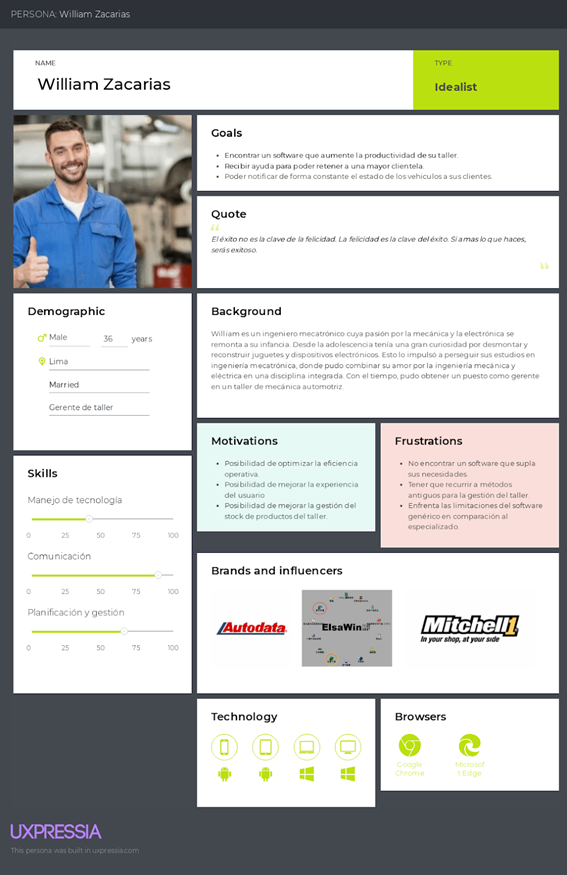 PERSONA: William Zacarias
NAME
William Zacarias
TYPE
Idealist
Goals
• Encontrar un software que aumente la productividad de su taller.
• Recibir ayuda para poder retener a una mayor clientela.
• Poder notificar de forma constante el estado de los vehiculos a sus clientes.
Quote
El éxito no es la clave de la felicidad. La felicidad es la clave del éxito. Si amas lo que haces,
serás exitoso.
Demographic
Male 36 years
Lima
Married
Gerente de taller
Background
William es un ingeniero mecatrónico cuya pasión por la mecánica y la electrónica se
remonta a su infancia. Desde la adolescencia tenía una gran curiosidad por desmontar y
reconstruir juguetes y dispositivos electrónicos. Esto lo impulsó a perseguir sus estudios en
ingeniería mecatrónica, donde pudo combinar su amor por la ingeniería mecánica y
eléctrica en una disciplina integrada. Con el tiempo, pudo obtener un puesto como gerente
en un taller de mecánica automotriz.
Motivations
• Posibilidad de optimizar la eficiencia
operativa.
• Posibilidad de mejorar la experiencia
del usuario
• Posibilidad de mejorar la gestión del
stock de productos del taller.
Frustrations
• No encontrar un software que supla
sus necesidades.
• Tener que recurrir a métodos
antiguos para la gestión del taller.
• Enfrenta las limitaciones del software
genérico en comparación al
especializado.
Skills
Manejo de tecnología
0 25 50 75 100
Comunicación
0 25 50 75 100
Planificación y gestión
0 25 50 75 100
Brands and influencers
Autodata
ElsaWin
Mitchell1
In your shop, at your side
Technology
Browsers
Google
Chrome
Microsof
t Edge
UXPRESSIA
This persona was built in uxpressia.com